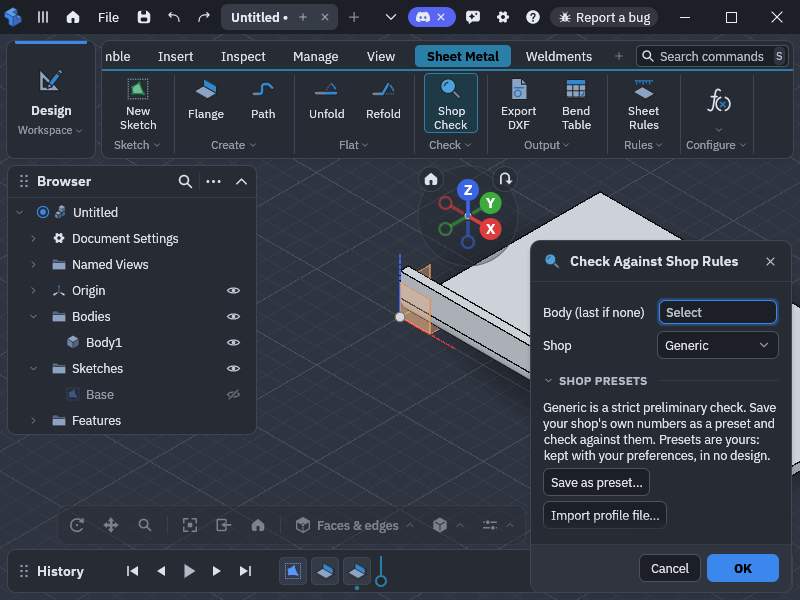 File
Untitled •
Report a bug
nble
Insert
Inspect
Manage
View
Sheet Metal
Weldments
Search commands
S
Design
Workspace
New Sketch
Flange
Path
Unfold
Refold
Shop Check
Export DXF
Bend Table
Sheet Rules
Sketch
Create
Flat
Check
Output
Rules
Configure
Browser
Untitled
Document Settings
Named Views
Origin
Bodies
Body1
Sketches
Base
Features
Z
Y
X
Check Against Shop Rules
Body (last if none)
Select
Shop
Generic
SHOP PRESETS
Generic is a strict preliminary check. Save
your shop's own numbers as a preset and
check against them. Presets are yours:
kept with your preferences, in no design.
Save as preset...
Import profile file...
Cancel
OK
Faces & edges
History